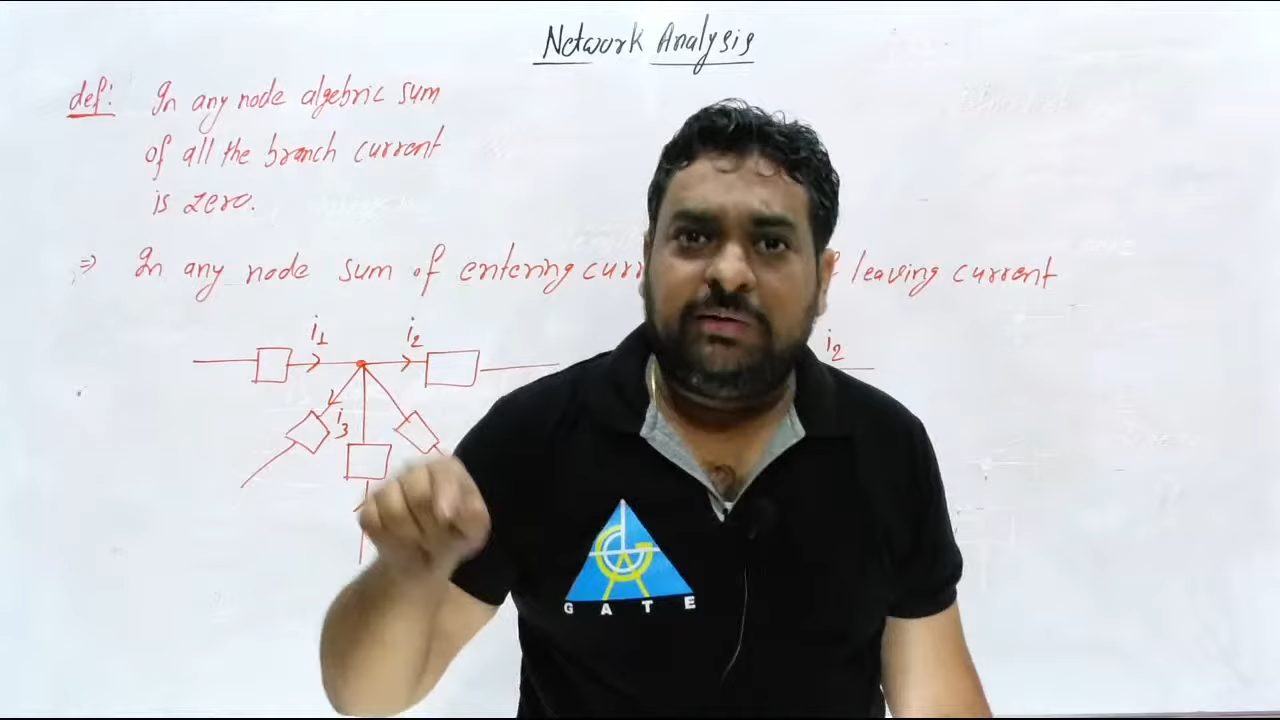 Network Analysis
def: In any node algebric sum
of all the branch current
is zero.
⇒ In any node sum of entering curr leaving current
i1 i2
i2
i3
GATE